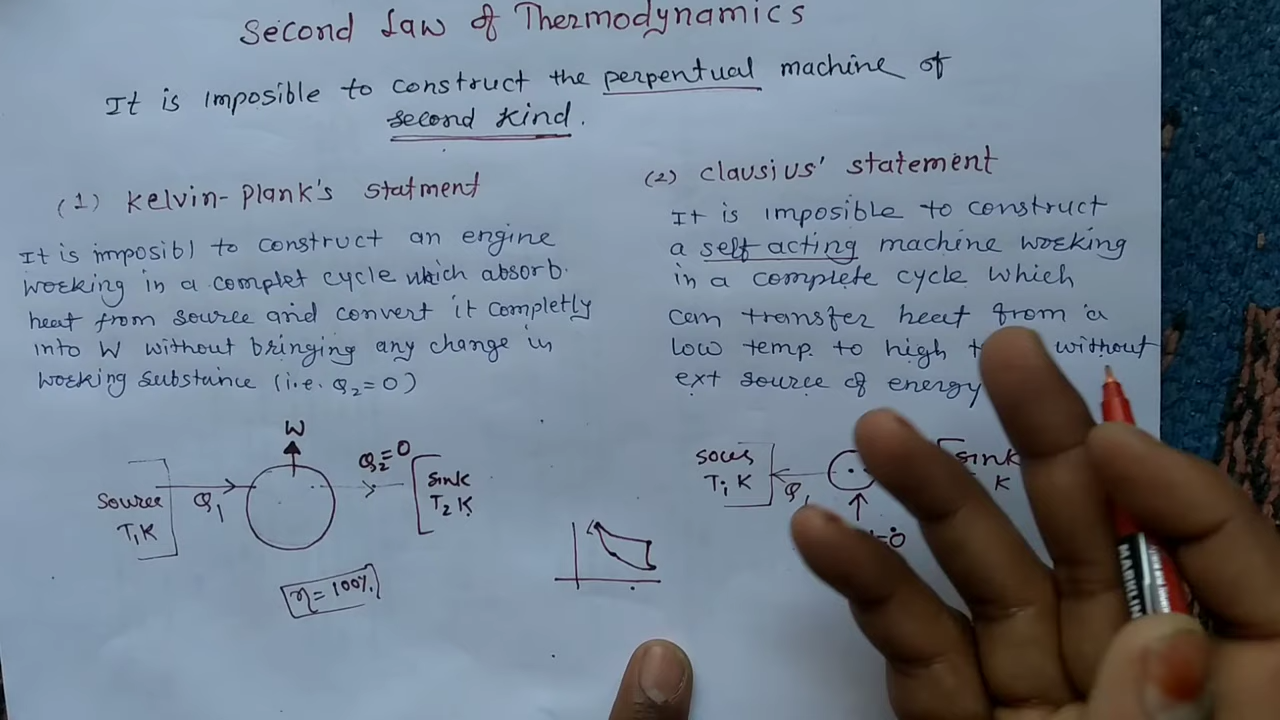 Second Law of Thermodynamics
It is imposible to construct the perpentual machine of
second kind.
(1) Kelvin-Plank's statment
It is imposibl to construct an engine
working in a complet cycle which absorb.
heat from source and convert it completly
into W without bringing any change in
working substance (i.e. Q2=0)
W
Source
T1K
Q1
Q2=0
Sink
T2 K
η=100%
(2) Clausius' statement
It is imposible to construct
a self acting machine working
in a complete cycle which
can transfer heat from a
low temp. to high without
ext source of energy
T1 K
Q1
sink
K
=0
MARKLIN